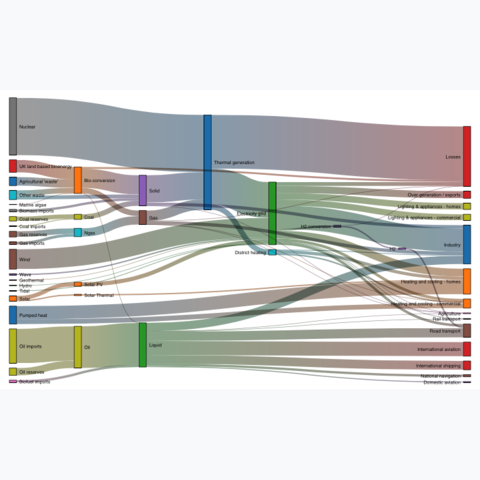 Nuclear
UK land based bioenergy
Agricultural 'waste'
Other waste
Marine algae
Biomass imports
Coal reserves
Coal imports
Gas reserves
Gas imports
Wind
Wave
Geothermal
Hydro
Tidal
Solar
Pumped heat
Oil imports
Oil reserves
Biofuel imports
Bio-conversion
Coal
Ngas
Solar PV
Solar Thermal
Oil
Solid
Gas
Liquid
Thermal generation
Electricity grid
District heating
H2 conversion
H2
Losses
Over generation / exports
Lighting & appliances - homes
Lighting & appliances - commercial
Industry
Heating and cooling - homes
Heating and cooling - commercial
Agriculture
Rail transport
Road transport
International aviation
International shipping
National navigation
Domestic aviation